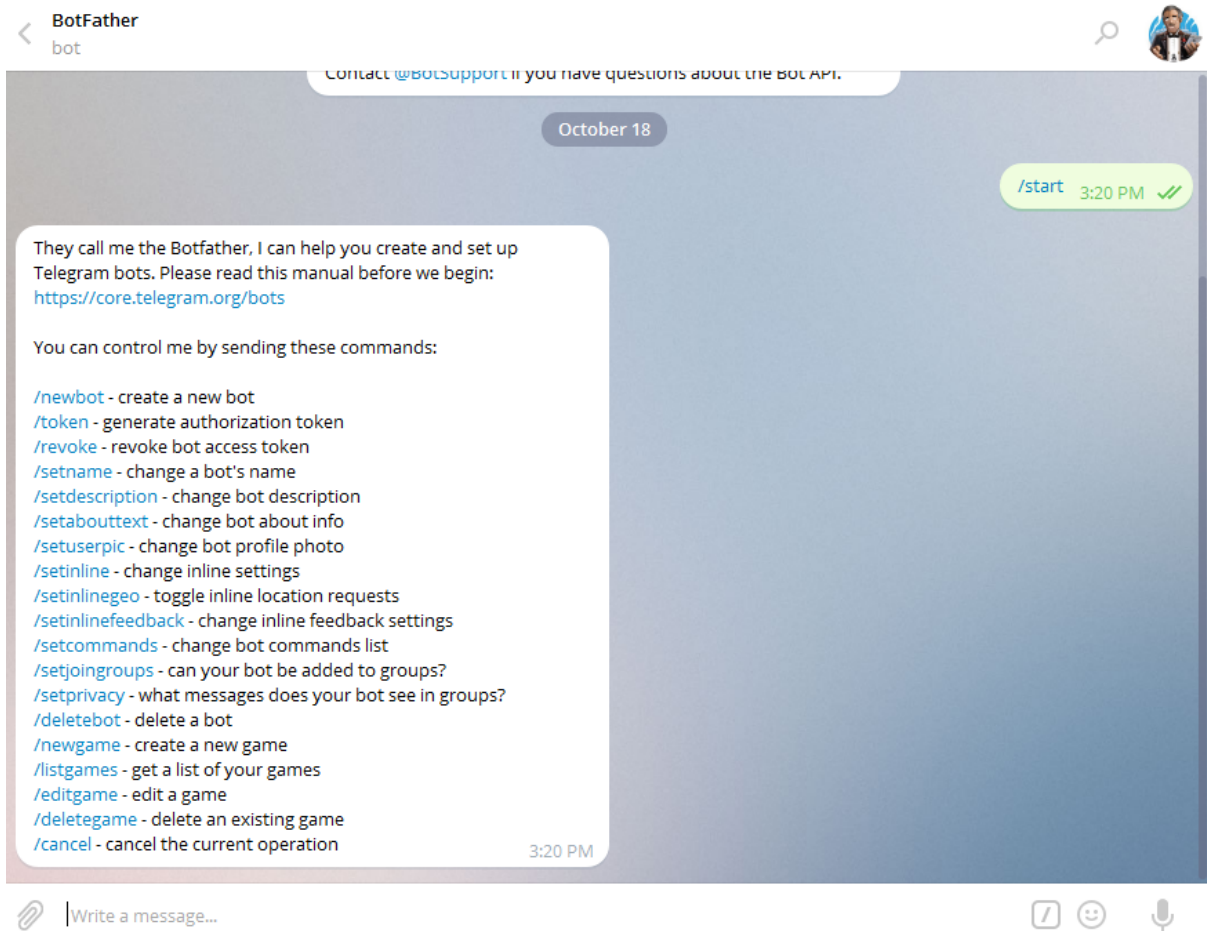 BotFather
bot
Contact @BotSupport if you have questions about the Bot API.
October 18
/start 3:20 PM
They call me the Botfather, I can help you create and set up
Telegram bots. Please read this manual before we begin:
https://core.telegram.org/bots
You can control me by sending these commands:
/newbot - create a new bot
/token - generate authorization token
/revoke - revoke bot access token
/setname - change a bot's name
/setdescription - change bot description
/setabouttext - change bot about info
/setuserpic - change bot profile photo
/setinline - change inline settings
/setinlinegeo - toggle inline location requests
/setinlinefeedback - change inline feedback settings
/setcommands - change bot commands list
/setjoingroups - can your bot be added to groups?
/setprivacy - what messages does your bot see in groups?
/deletebot - delete a bot
/newgame - create a new game
/listgames - get a list of your games
/editgame - edit a game
/deletegame - delete an existing game
/cancel - cancel the current operation
3:20 PM
Write a message...